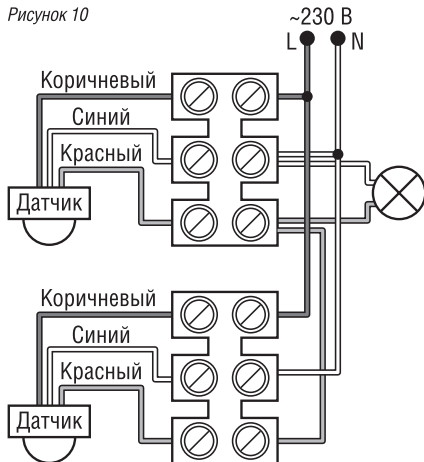 Рисунок 10
~230 В
L N
Коричневый
Синий
Красный
Датчик
Коричневый
Синий
Красный
Датчик